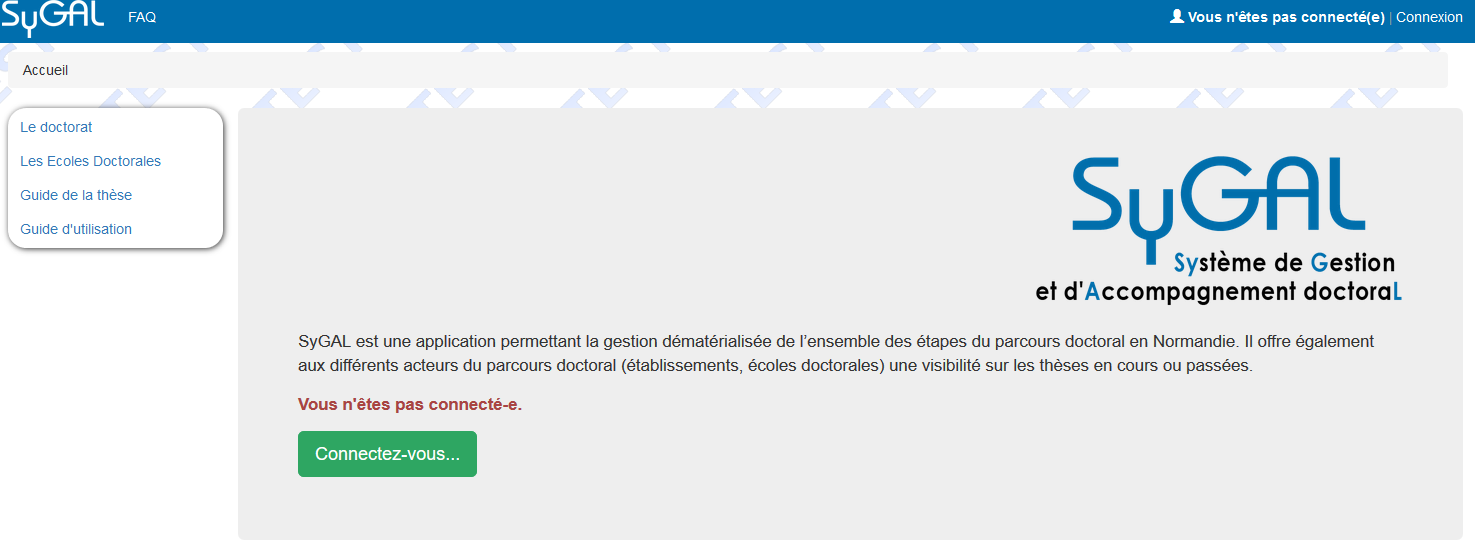 SyGAL FAQ Vous n'êtes pas connecté(e) | Connexion
Accueil
Le doctorat
Les Ecoles Doctorales
Guide de la thèse
Guide d'utilisation
SyGAL
Système de Gestion
et d'Accompagnement doctoraL
SyGAL est une application permettant la gestion dématérialisée de l’ensemble des étapes du parcours doctoral en Normandie. Il offre également
aux différents acteurs du parcours doctoral (établissements, écoles doctorales) une visibilité sur les thèses en cours ou passées.
Vous n'êtes pas connecté-e.
Connectez-vous...